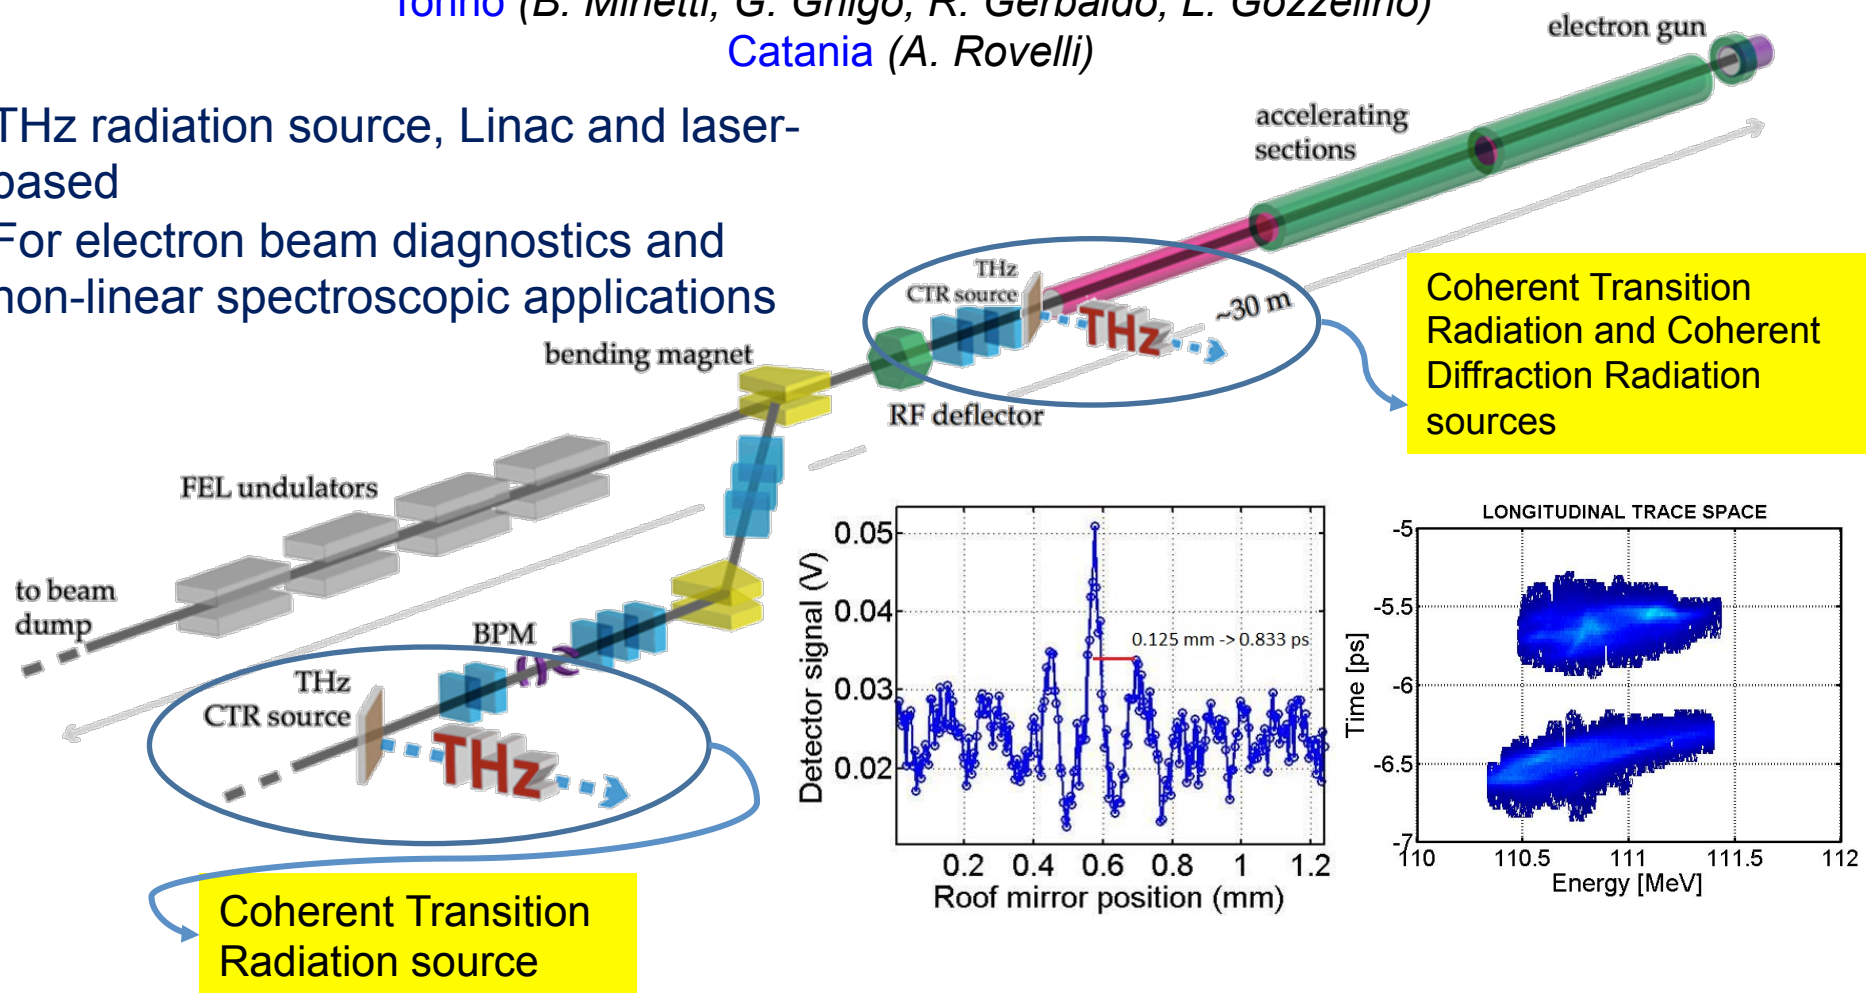 Torino (B. Minetti, G. Ghigo, R. Gerbaldo, L. Gozzelino)
Catania (A. Rovelli)
electron gun
THz radiation source, Linac and laser-
based
For electron beam diagnostics and
non-linear spectroscopic applications
accelerating
sections
THz
CTR source
THz
~30 m
Coherent Transition
Radiation and Coherent
Diffraction Radiation
sources
bending magnet
RF deflector
FEL undulators
to beam
dump
BPM
THz
CTR source
THz
Coherent Transition
Radiation source
Detector signal (V)
0.05
0.04
0.03
0.02
0.125 mm -> 0.833 ps
0.2 0.4 0.6 0.8 1 1.2
Roof mirror position (mm)
LONGITUDINAL TRACE SPACE
Time [ps]
-5
-5.5
-6
-6.5
-7
110 110.5 111 111.5 112
Energy [MeV]